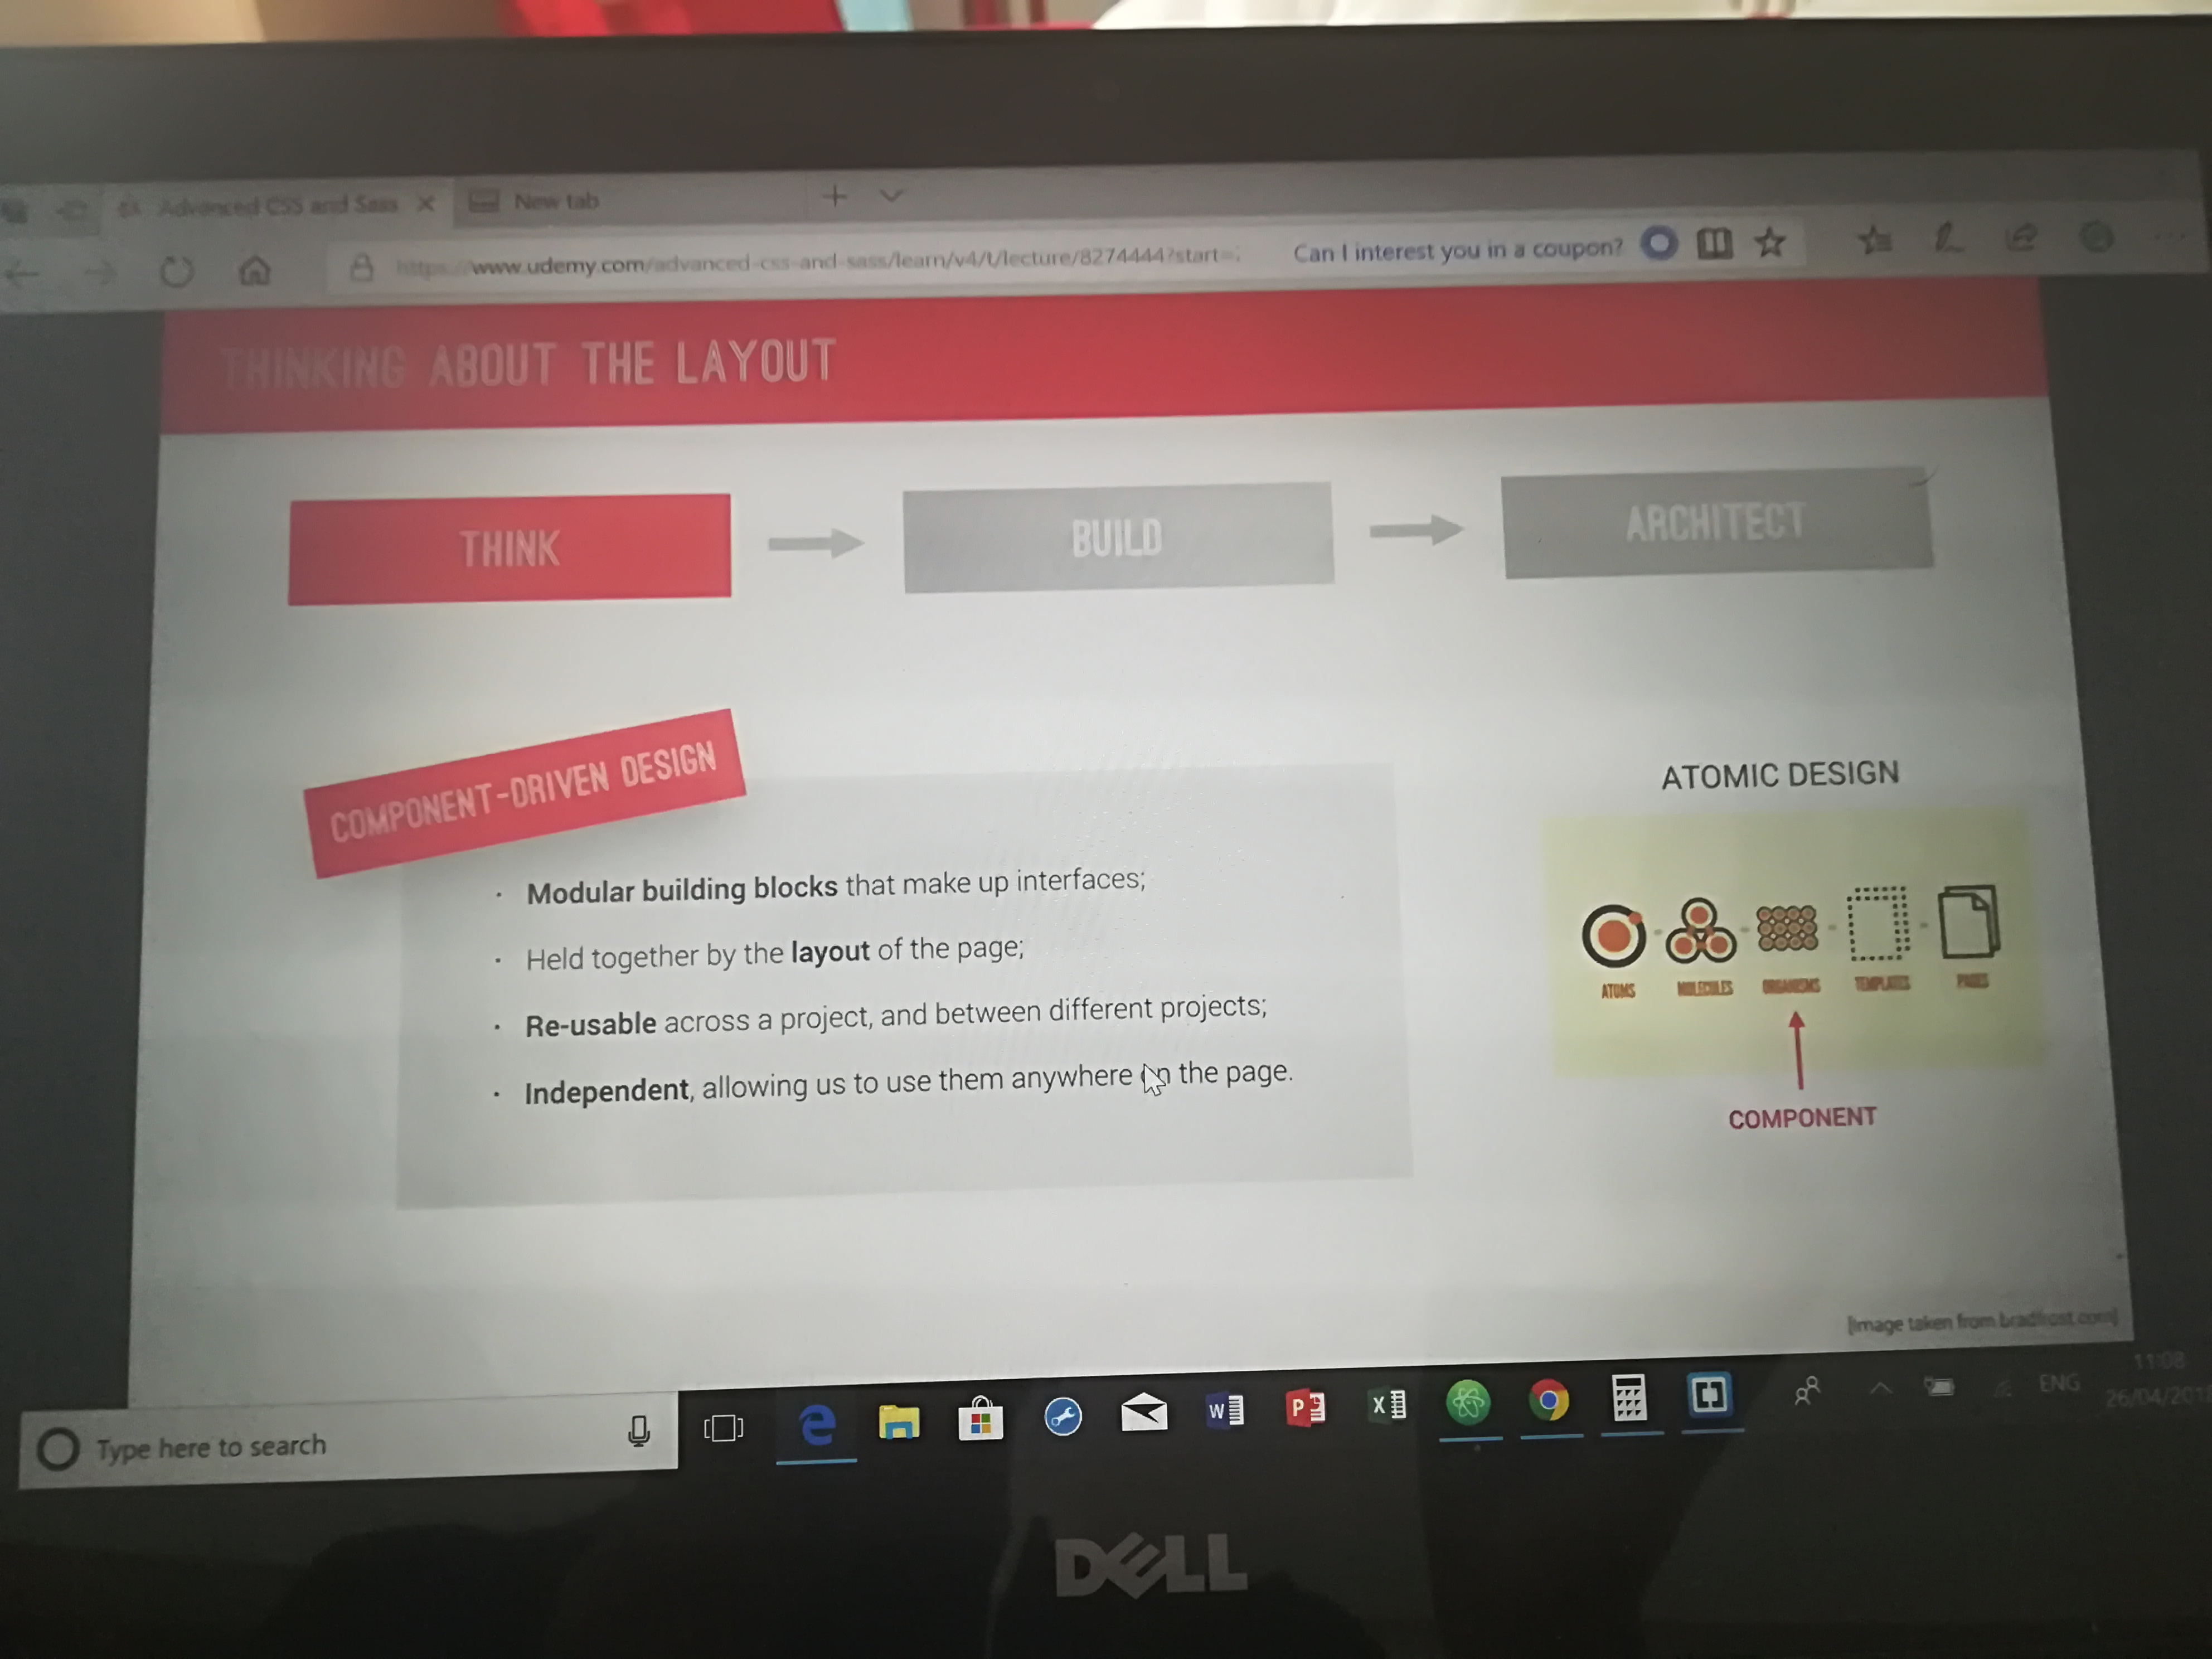 Advanced CSS and Sass
New tab
https://www.udemy.com/advanced-css-and-sass/learn/v4/t/lecture/8274444?start=
Can I interest you in a coupon?
THINKING ABOUT THE LAYOUT
THINK
BUILD
ARCHITECT
COMPONENT-DRIVEN DESIGN
· Modular building blocks that make up interfaces;
· Held together by the layout of the page;
· Re-usable across a project, and between different projects;
· Independent, allowing us to use them anywhere on the page.
ATOMIC DESIGN
ATOMS
MOLECULES
ORGANISMS
TEMPLATES
PAGES
COMPONENT
[Image taken from bradfrost.com]
Type here to search
W
P
X
ENG
11:08
26/04/201
DELL